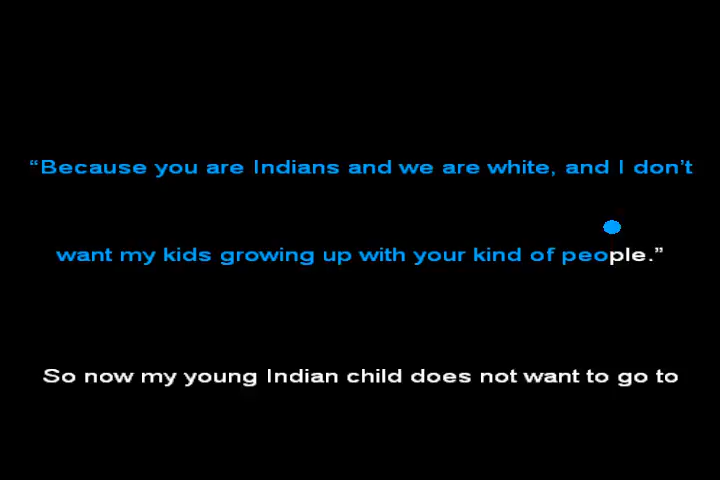 “Because you are Indians and we are white, and I don’t
want my kids growing up with your kind of people.”
So now my young Indian child does not want to go to